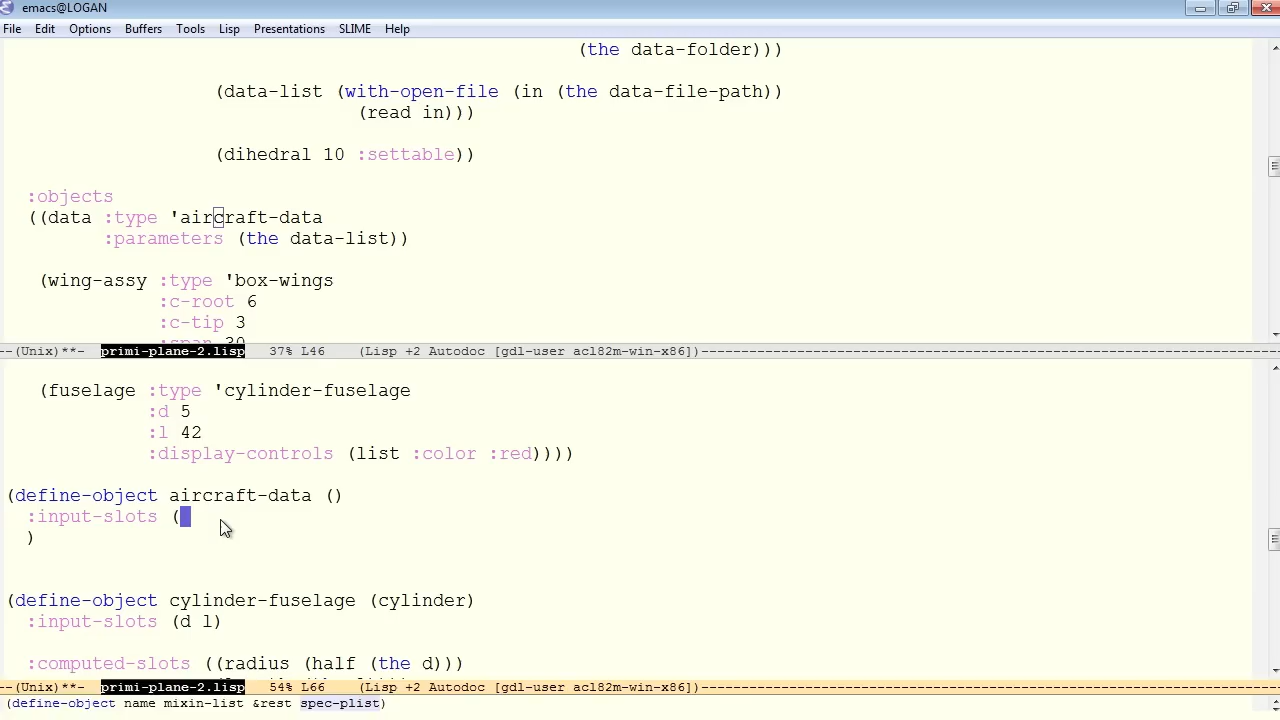 emacs@LOGAN
File Edit Options Buffers Tools Lisp Presentations SLIME Help
(the data-folder)))
(data-list (with-open-file (in (the data-file-path))
(read in)))
(dihedral 10 :settable))
:objects
((data :type 'aircraft-data
:parameters (the data-list))
(wing-assy :type 'box-wings
:c-root 6
:c-tip 3
:span 30
--(Unix)**- primi-plane-2.lisp 37% L46 (Lisp +2 Autodoc [gdl-user acl82m-win-x86])--
(fuselage :type 'cylinder-fuselage
:d 5
:l 42
:display-controls (list :color :red))))
(define-object aircraft-data ()
:input-slots (
)
(define-object cylinder-fuselage (cylinder)
:input-slots (d l)
:computed-slots ((radius (half (the d)))
--(Unix)**- primi-plane-2.lisp 54% L66 (Lisp +2 Autodoc [gdl-user acl82m-win-x86])--
(define-object name mixin-list &rest spec-plist)